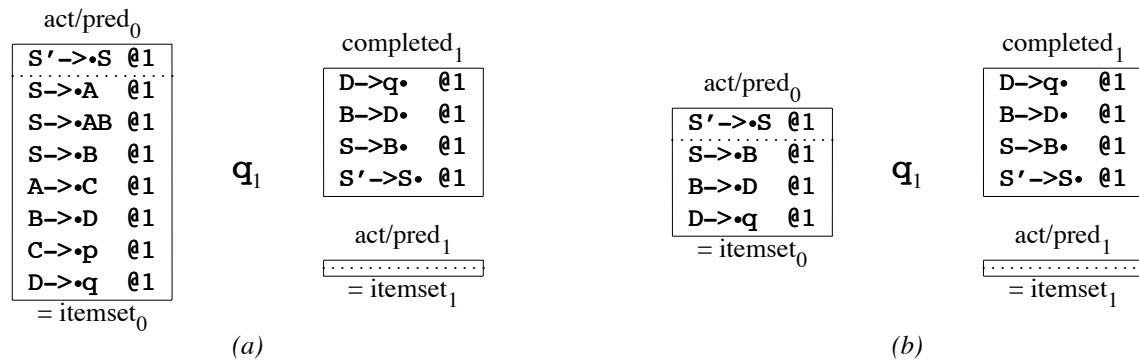 act/pred0
S'->•S @1
S->•A @1
S->•AB @1
S->•B @1
A->•C @1
B->•D @1
C->•p @1
D->•q @1
= itemset0
q1
completed1
D->q• @1
B->D• @1
S->B• @1
S'->S• @1
act/pred1
= itemset1
(a)
act/pred0
S'->•S @1
S->•B @1
B->•D @1
D->•q @1
= itemset0
q1
completed1
D->q• @1
B->D• @1
S->B• @1
S'->S• @1
act/pred1
= itemset1
(b)